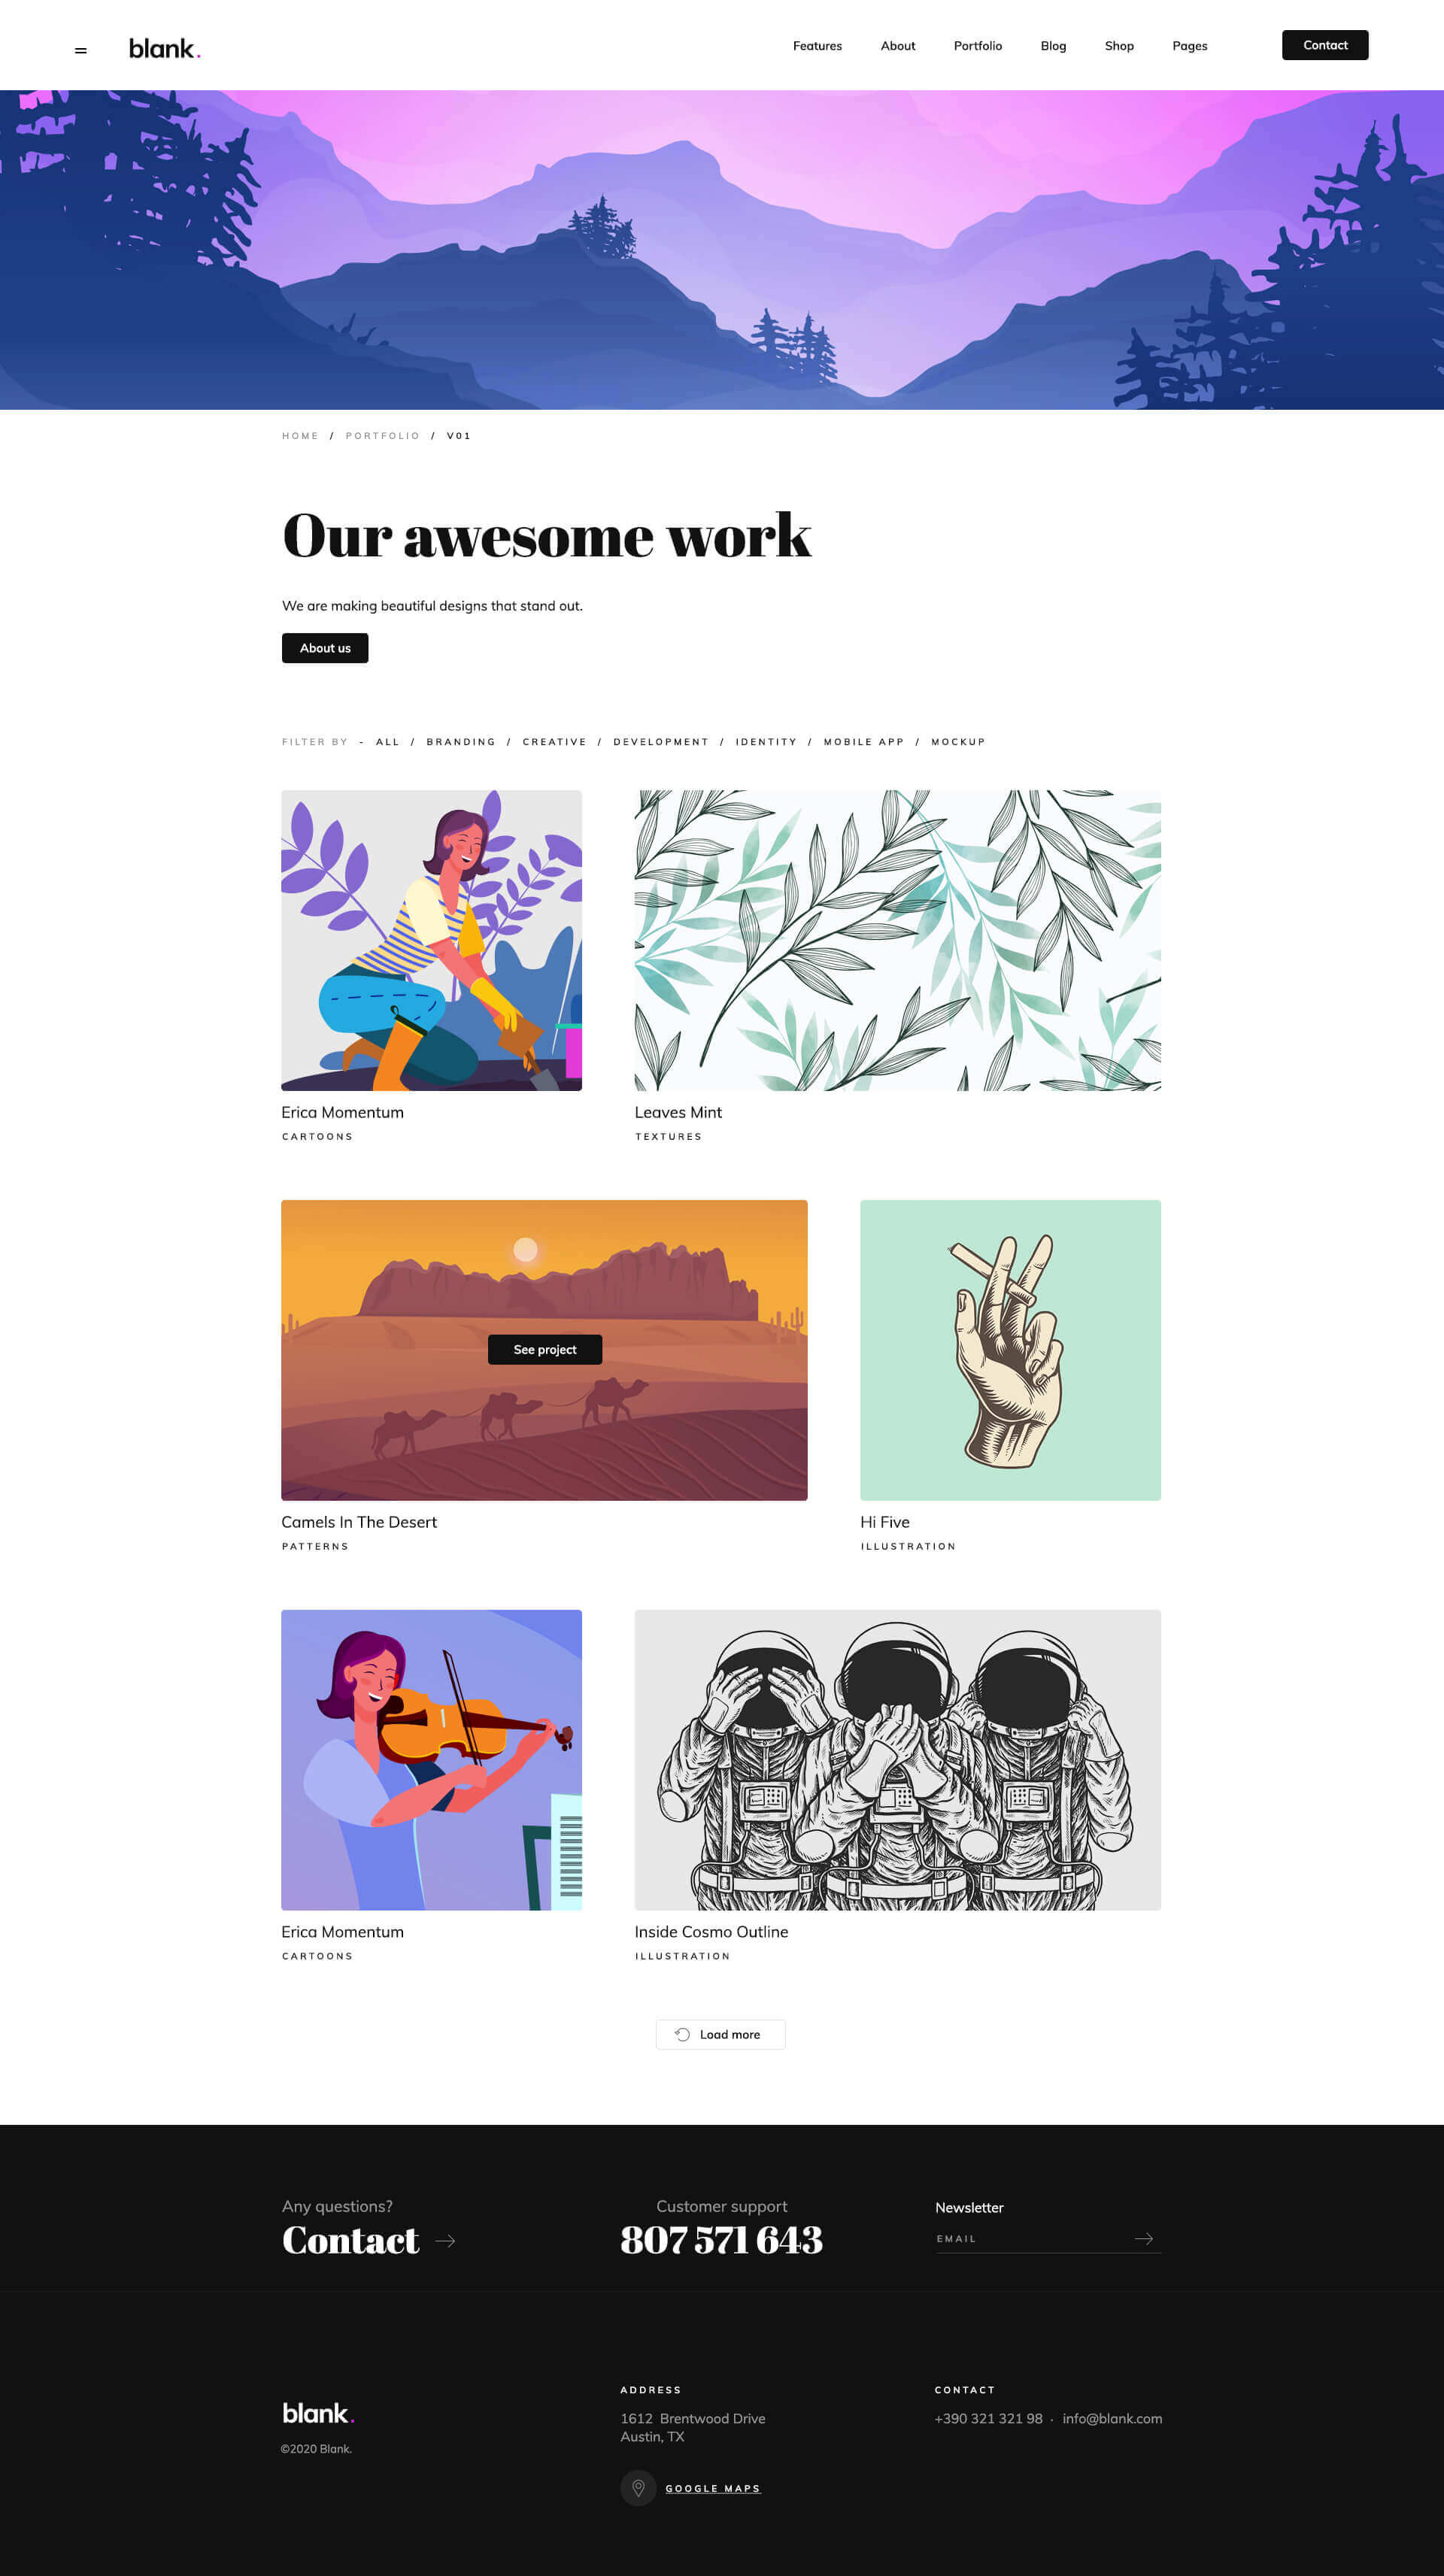 blank.
Features About Portfolio Blog Shop Pages Contact
HOME / PORTFOLIO / V01
Our awesome work
We are making beautiful designs that stand out.
About us
FILTER BY - ALL / BRANDING / CREATIVE / DEVELOPMENT / IDENTITY / MOBILE APP / MOCKUP
Erica Momentum
CARTOONS
Leaves Mint
TEXTURES
See project
Camels In The Desert
PATTERNS
Hi Five
ILLUSTRATION
Erica Momentum
CARTOONS
Inside Cosmo Outline
ILLUSTRATION
Load more
Any questions?
Contact
Customer support
807 571 643
Newsletter
EMAIL
blank.
©2020 Blank.
ADDRESS
1612 Brentwood Drive
Austin, TX
GOOGLE MAPS
CONTACT
+390 321 321 98 · info@blank.com